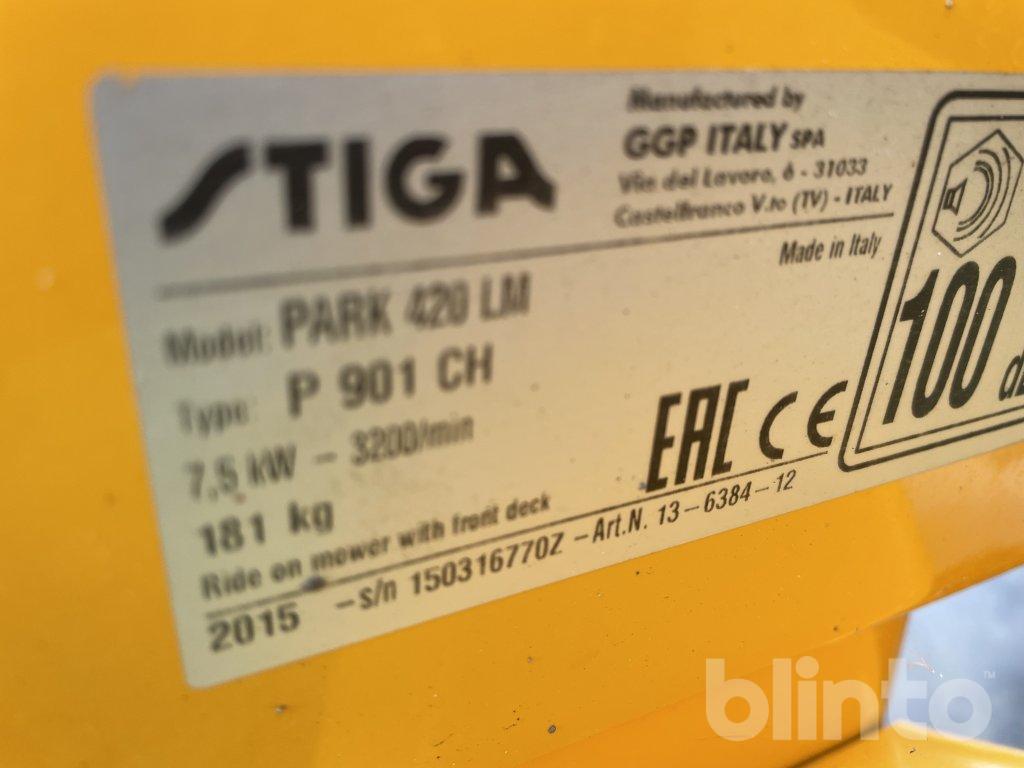 STIGA
Manufactured by
GGP ITALY SPA
Via del Lavoro, 6 - 31033
Castelfranco V.to (TV) - ITALY
Made in Italy
Model: PARK 420 LM
Type: P 901 CH
7,5 kW - 3200/min
181 kg
Ride on mower with front deck
2015 -s/n 150316770Z -Art.N. 13-6384-12
EAC CE
100
blinto™